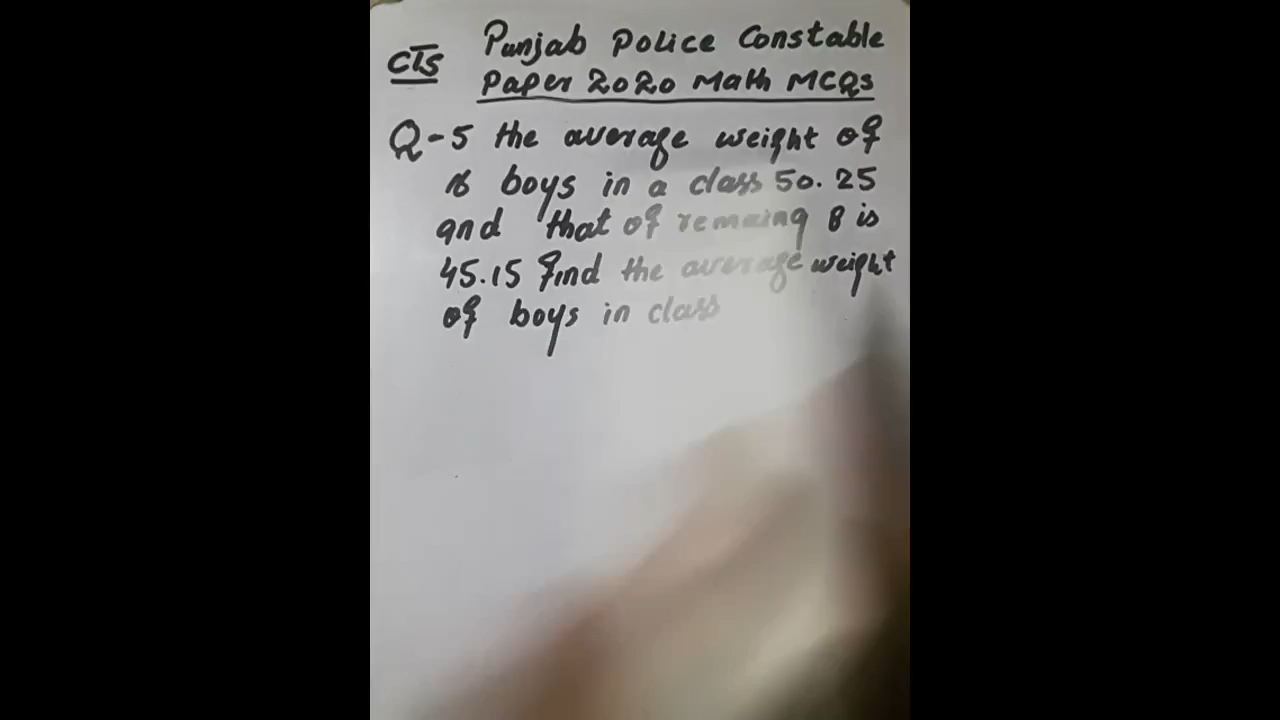 CTS Punjab Police Constable
Paper 2020 Math MCQs
Q-5 the average weight of
16 boys in a class 50.25
and that of remaing 8 is
45.15 find the average weight
of boys in class